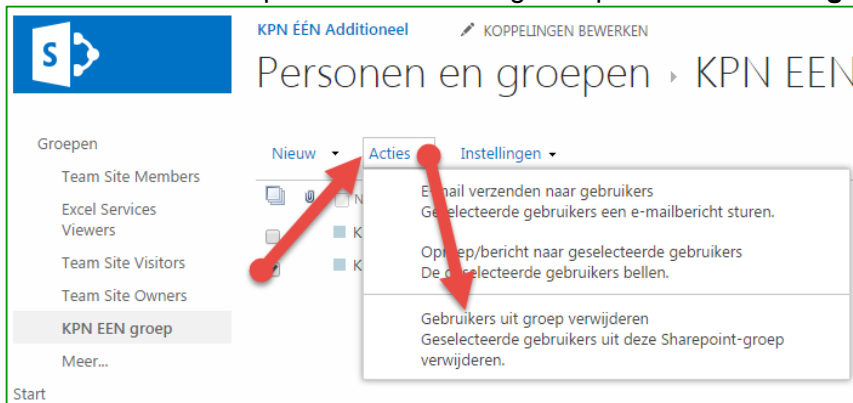 KPN ÉÉN Additioneel KOPPELINGEN BEWERKEN
Personen en groepen KPN EEN
Groepen
Team Site Members
Excel Services
Viewers
Team Site Visitors
Team Site Owners
KPN EEN groep
Meer...
Start
Nieuw Acties Instellingen
N
K
K
E-mail verzenden naar gebruikers
Geselecteerde gebruikers een e-mailbericht sturen.
naar geselecteerde gebruikers
De geselecteerde gebruikers bellen.
Gebruikers uit groep verwijderen
Geselecteerde gebruikers uit deze Sharepoint-groep
verwijderen.